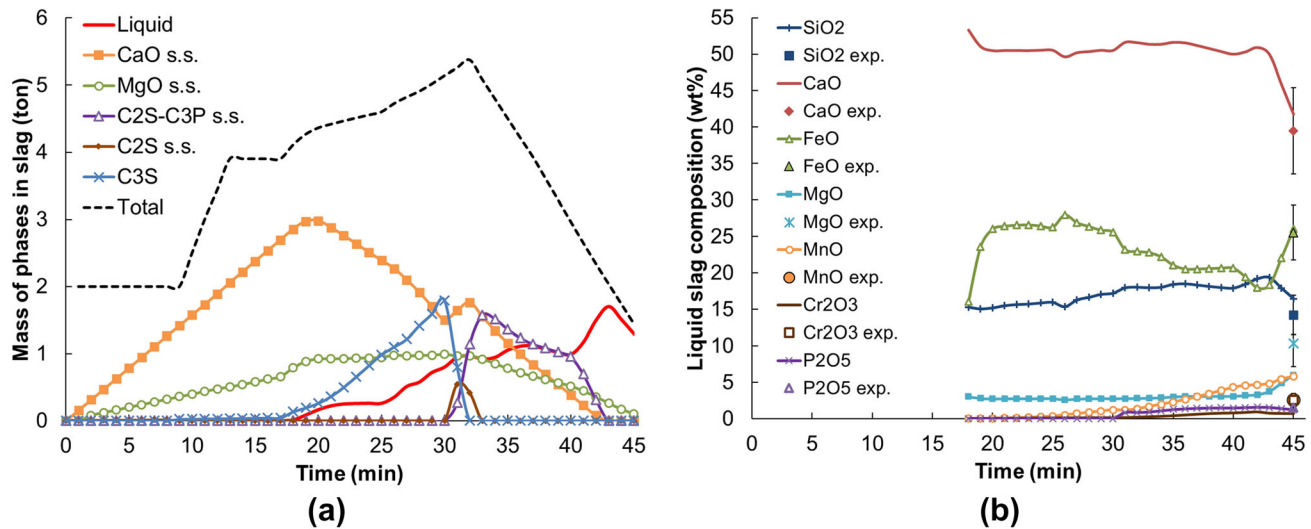 6
5
4
3
2
1
0
Mass of phases in slag (ton)
Liquid
CaO s.s.
MgO s.s.
C2S-C3P s.s.
C2S s.s.
C3S
Total
0 5 10 15 20 25 30 35 40 45
Time (min)
(a)
55
50
45
40
35
30
25
20
15
10
5
0
Liquid slag composition (wt%)
SiO2
SiO2 exp.
CaO
CaO exp.
FeO
FeO exp.
MgO
MgO exp.
MnO
MnO exp.
Cr2O3
Cr2O3 exp.
P2O5
P2O5 exp.
0 5 10 15 20 25 30 35 40 45
Time (min)
(b)